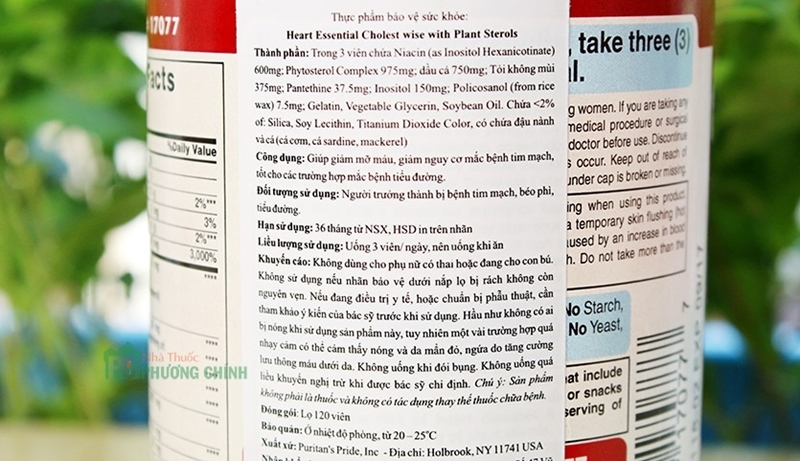 17077
Facts
%Daily Value
2%***
3%
2%***
3,000%
Thực phẩm bảo vệ sức khỏe:
Heart Essential Cholest wise with Plant Sterols
Thành phần: Trong 3 viên chứa Niacin (as Inositol Hexanicotinate)
600mg; Phytosterol Complex 975mg; dầu cá 750mg; Tỏi không mùi
375mg; Pantethine 37.5mg; Inositol 150mg; Policosanol (from rice
wax) 7.5mg; Gelatin, Vegetable Glycerin, Soybean Oil. Chứa <2%
of: Silica, Soy Lecithin, Titanium Dioxide Color, có chứa đậu nành
và cá (cá cơm, cá sardine, mackerel)
Công dụng: Giúp giảm mỡ máu, giảm nguy cơ mắc bệnh tim mạch,
tốt cho các trường hợp mắc bệnh tiểu đường.
Đối tượng sử dụng: Người trưởng thành bị bệnh tim mạch, béo phì,
tiểu đường.
Hạn sử dụng: 36 tháng từ NSX, HSD in trên nhãn
Liều lượng sử dụng: Uống 3 viên/ ngày, nên uống khi ăn
Khuyến cáo: Không dùng cho phụ nữ có thai hoặc đang cho con bú.
Không sử dụng nếu nhãn bảo vệ dưới nắp lọ bị rách không còn
nguyên vẹn. Nếu đang điều trị y tế, hoặc chuẩn bị phẫu thuật, cần
tham khảo ý kiến của bác sỹ trước khi sử dụng. Hầu như không có ai
bị nóng khi sử dụng sản phẩm này, tuy nhiên một vài trường hợp quá
nhạy cảm có thể cảm thấy nóng và da mẩn đỏ, ngứa do tăng cường
lưu thông máu dưới da. Không uống khi đói bụng. Không uống quá
liều khuyến nghị trừ khi được bác sỹ chỉ định. Chú ý: Sản phẩm
không phải là thuốc và không có tác dụng thay thế thuốc chữa bệnh.
Đóng gói: Lọ 120 viên
Bảo quản: Ở nhiệt độ phòng, từ 20 – 25°C
Xuất xứ: Puritan's Pride, Inc - Địa chỉ: Holbrook, NY 11741 USA
, take three (3)
al.
ng women. If you are taking any
medical procedure or surgical
doctor before use. Discontinue
s occur. Keep out of reach of
under cap is broken or missing.
ing when using this product,
a temporary skin flushing (hot
aused by an increase in blood
. Do not take more than the
No Starch,
No Yeast,
at include
or snacks
serving of
17077
EXP 09/17
Nhà Thuốc
PHƯƠNG CHÍNH